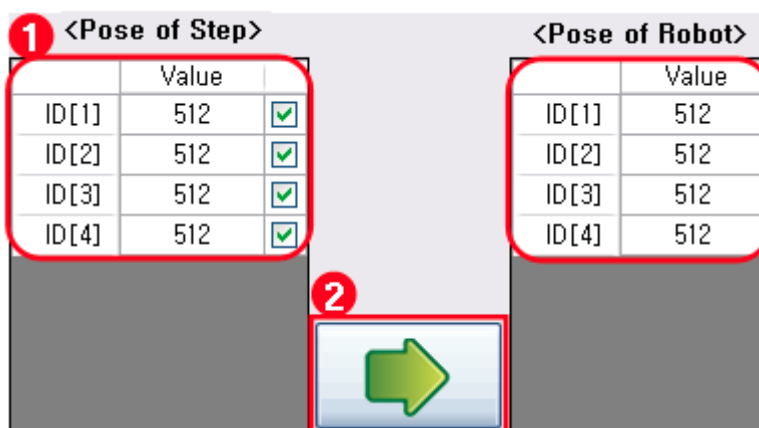 1 <Pose of Step> <Pose of Robot>
Value Value
ID[1] 512 ID[1] 512
ID[2] 512 ID[2] 512
ID[3] 512 ID[3] 512
ID[4] 512 ID[4] 512
2